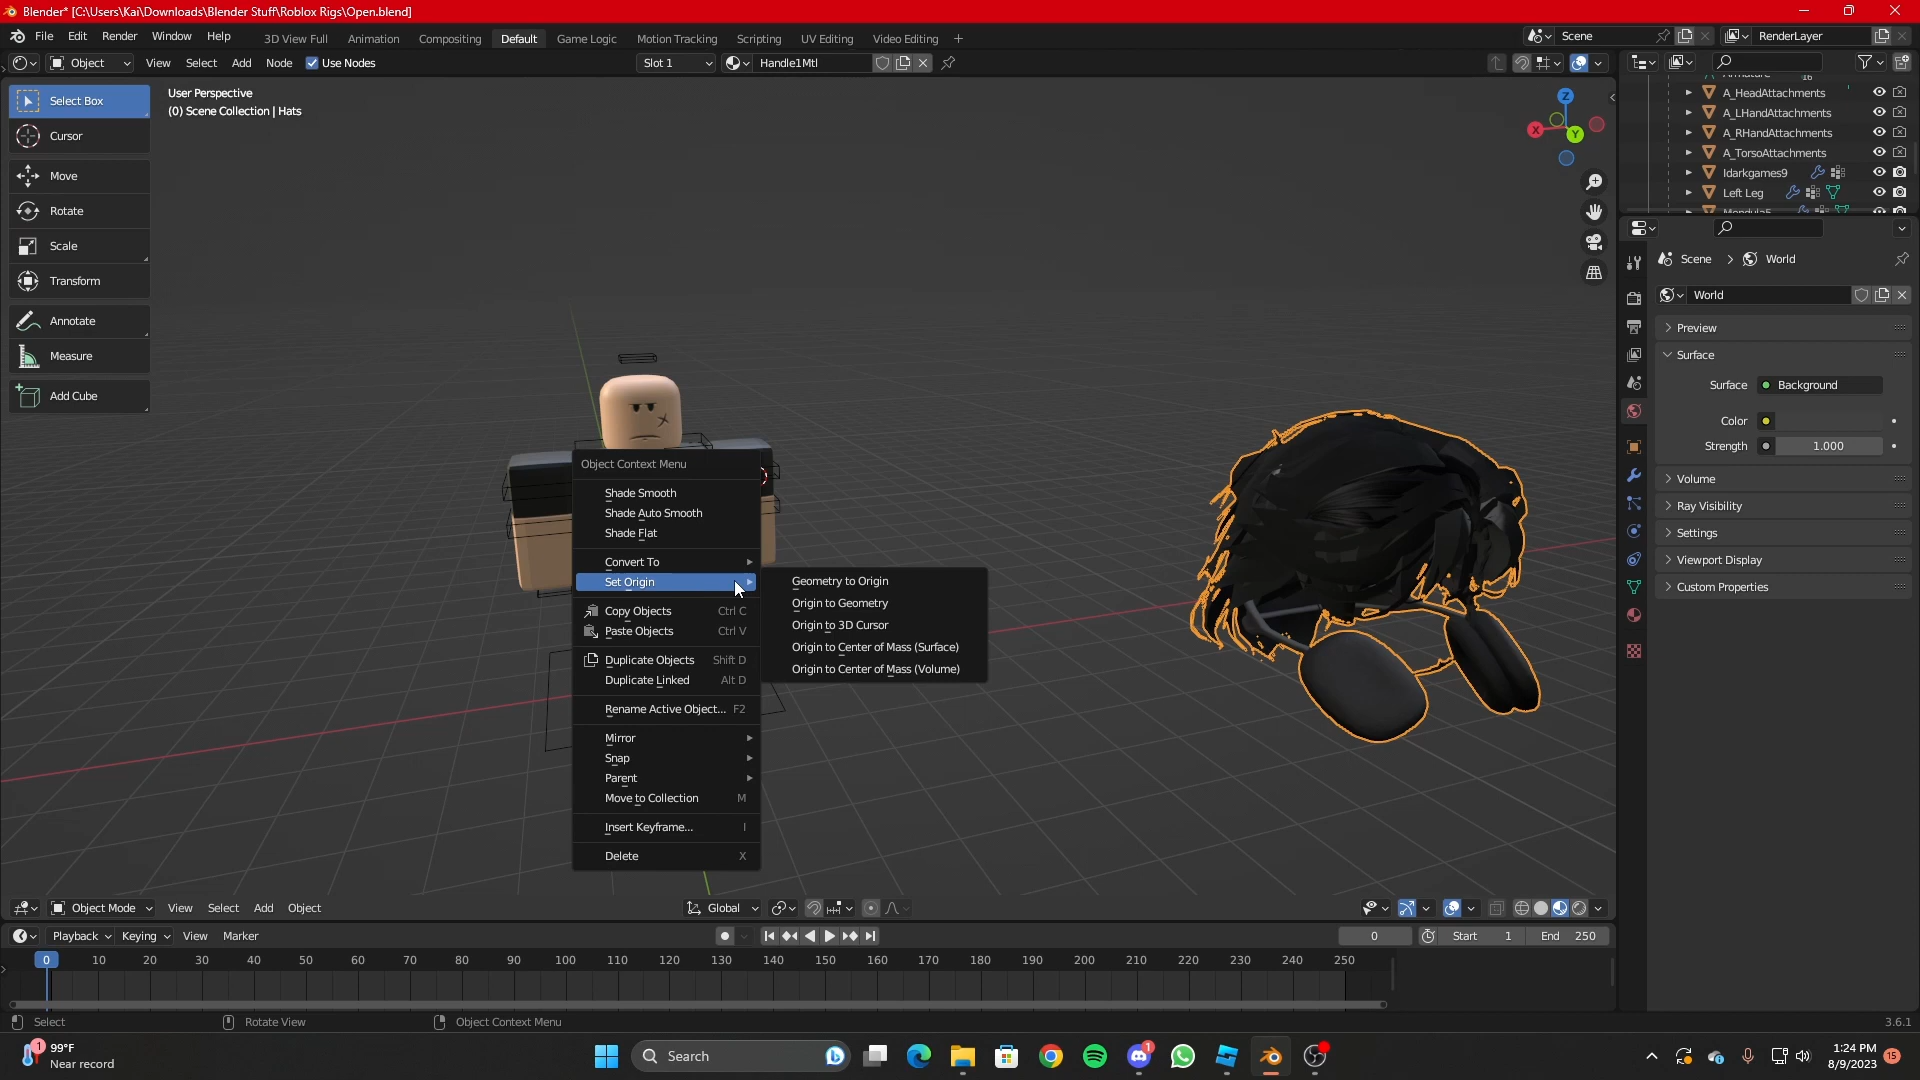 Blender* [C:\Users\Kai\Downloads\Blender Stuff\Roblox Rigs\Open.blend]
File Edit Render Window Help
3D View Full Animation Compositing Default Game Logic Motion Tracking Scripting UV Editing Video Editing
Scene
RenderLayer
Object View Select Add Node Use Nodes
Slot 1
Handle1Mtl
Select Box
Cursor
Move
Rotate
Scale
Transform
Annotate
Measure
Add Cube
User Perspective
(0) Scene Collection | Hats
Z
X
Y
Object Context Menu
Shade Smooth
Shade Auto Smooth
Shade Flat
Convert To
Set Origin
Copy Objects Ctrl C
Paste Objects Ctrl V
Duplicate Objects Shift D
Duplicate Linked Alt D
Rename Active Object... F2
Mirror
Snap
Parent
Move to Collection M
Insert Keyframe... I
Delete X
Geometry to Origin
Origin to Geometry
Origin to 3D Cursor
Origin to Center of Mass (Surface)
Origin to Center of Mass (Volume)
Armature 16
A_HeadAttachments
A_LHandAttachments
A_RHandAttachments
A_TorsoAttachments
Idarkgames9
Left Leg
Scene > World
World
Preview
Surface
Surface Background
Color
Strength 1.000
Volume
Ray Visibility
Settings
Viewport Display
Custom Properties
Object Mode View Select Add Object
Global
Playback Keying View Marker
0
Start 1
End 250
0 10 20 30 40 50 60 70 80 90 100 110 120 130 140 150 160 170 180 190 200 210 220 230 240 250
Select
Rotate View
Object Context Menu
3.6.1
1
99°F
Near record
Search
1
1:24 PM
8/9/2023
15